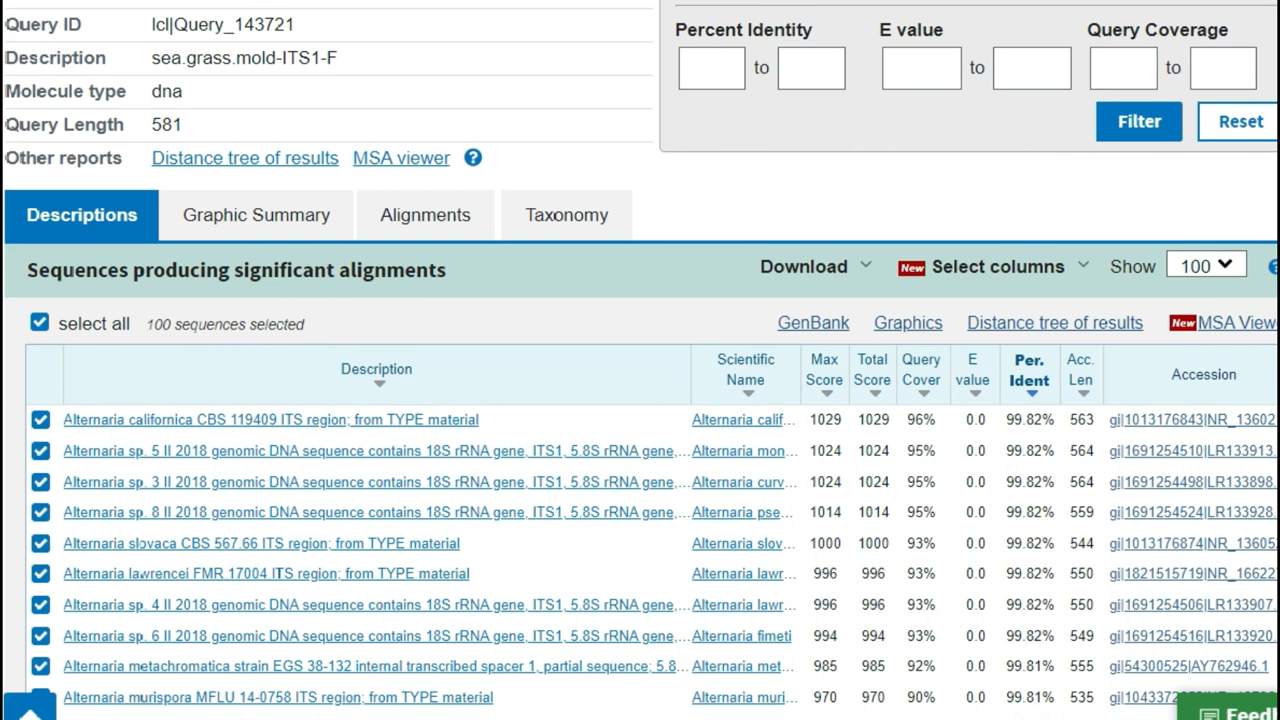 Query ID lcl|Query_143721
Description sea.grass.mold-ITS1-F
Molecule type dna
Query Length 581
Other reports Distance tree of results MSA viewer ?
Percent Identity E value Query Coverage
to to to
Filter Reset
Descriptions Graphic Summary Alignments Taxonomy
Sequences producing significant alignments Download New Select columns Show 100 ?
select all 100 sequences selected GenBank Graphics Distance tree of results New MSA View
Description Scientific Name Max Score Total Score Query Cover E value Per. Ident Acc. Len Accession
Alternaria californica CBS 119409 ITS region; from TYPE material Alternaria calif... 1029 1029 96% 0.0 99.82% 563 gi|1013176843|NR_13602
Alternaria sp. 5 II 2018 genomic DNA sequence contains 18S rRNA gene, ITS1, 5.8S rRNA gene,... Alternaria mon... 1024 1024 95% 0.0 99.82% 564 gi|1691254510|LR133913.
Alternaria sp. 3 II 2018 genomic DNA sequence contains 18S rRNA gene, ITS1, 5.8S rRNA gene,... Alternaria curv... 1024 1024 95% 0.0 99.82% 564 gi|1691254498|LR133898.
Alternaria sp. 8 II 2018 genomic DNA sequence contains 18S rRNA gene, ITS1, 5.8S rRNA gene,... Alternaria pse... 1014 1014 95% 0.0 99.82% 559 gi|1691254524|LR133928.
Alternaria slovaca CBS 567.66 ITS region; from TYPE material Alternaria slov... 1000 1000 93% 0.0 99.82% 544 gi|1013176874|NR_13605
Alternaria lawrencei FMR 17004 ITS region; from TYPE material Alternaria lawr... 996 996 93% 0.0 99.82% 550 gi|1821515719|NR_16622
Alternaria sp. 4 II 2018 genomic DNA sequence contains 18S rRNA gene, ITS1, 5.8S rRNA gene,... Alternaria lawr... 996 996 93% 0.0 99.82% 550 gi|1691254506|LR133907.
Alternaria sp. 6 II 2018 genomic DNA sequence contains 18S rRNA gene, ITS1, 5.8S rRNA gene,... Alternaria fimeti 994 994 93% 0.0 99.82% 549 gi|1691254516|LR133920.
Alternaria metachromatica strain EGS 38-132 internal transcribed spacer 1, partial sequence; 5.8... Alternaria met... 985 985 92% 0.0 99.81% 555 gi|54300525|AY762946.1
Alternaria murispora MFLU 14-0758 ITS region; from TYPE material Alternaria muri... 970 970 90% 0.0 99.81% 535
Feed